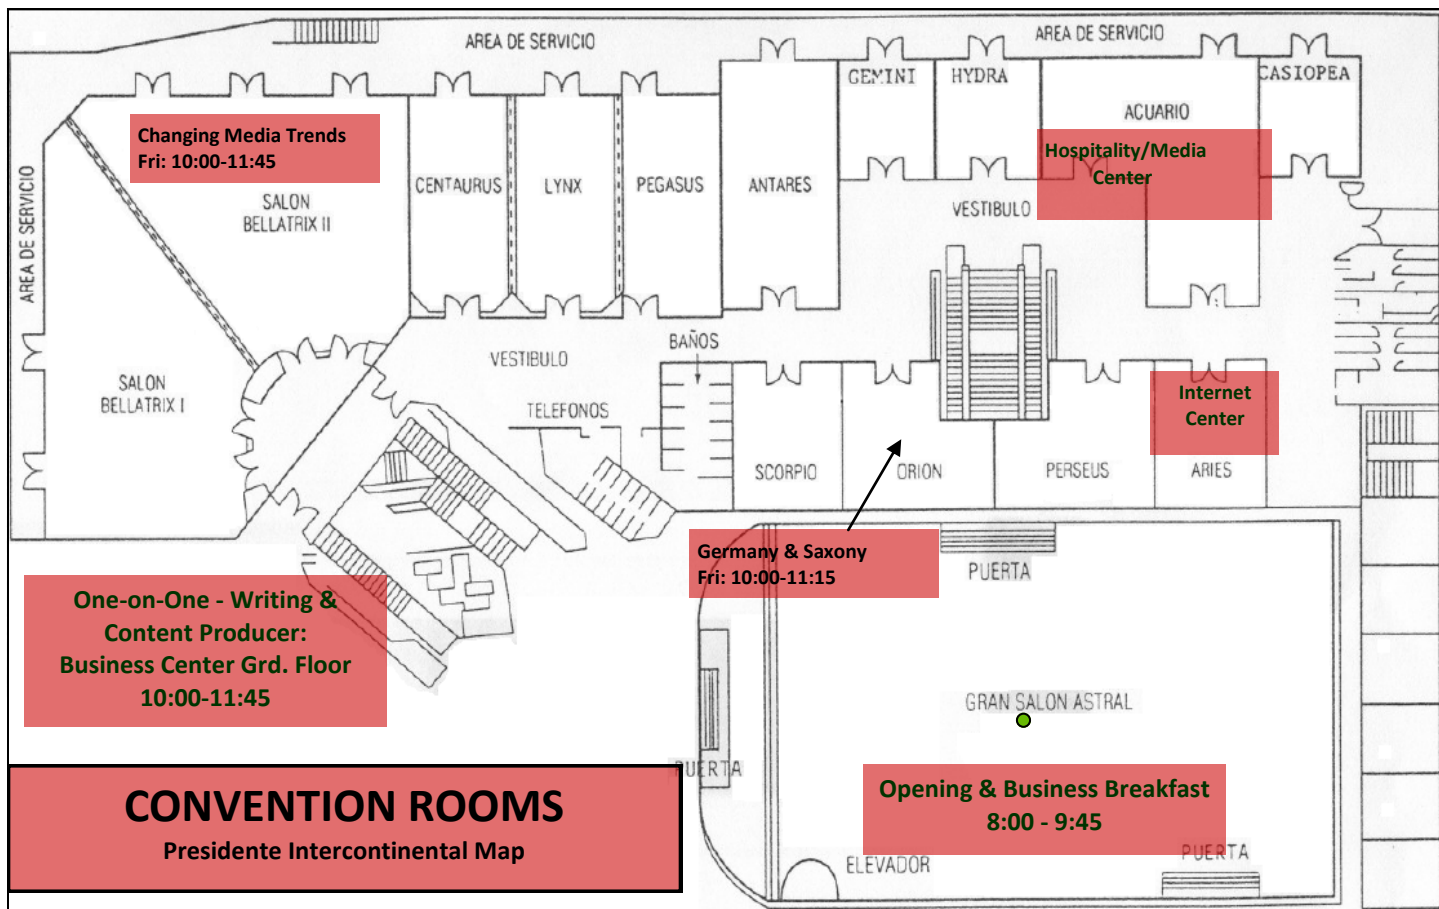 AREA DE SERVICIO
AREA DE SERVICIO
GEMINI
HYDRA
CASIOPEA
ACUARIO
Changing Media Trends
Fri: 10:00-11:45
Hospitality/Media
Center
AREA DE SERVICIO
CENTAURUS
LYNX
PEGASUS
ANTARES
SALON
BELLATRIX II
VESTIBULO
BAÑOS
VESTIBULO
SALON
BELLATRIX I
TELEFONOS
Internet
Center
SCORPIO
ORION
PERSEUS
ARIES
Germany & Saxony
Fri: 10:00-11:15
PUERTA
One-on-One - Writing &
Content Producer:
Business Center Grd. Floor
10:00-11:45
GRAN SALON ASTRAL
PUERTA
Opening & Business Breakfast
8:00 - 9:45
CONVENTION ROOMS
Presidente Intercontinental Map
ELEVADOR
PUERTA